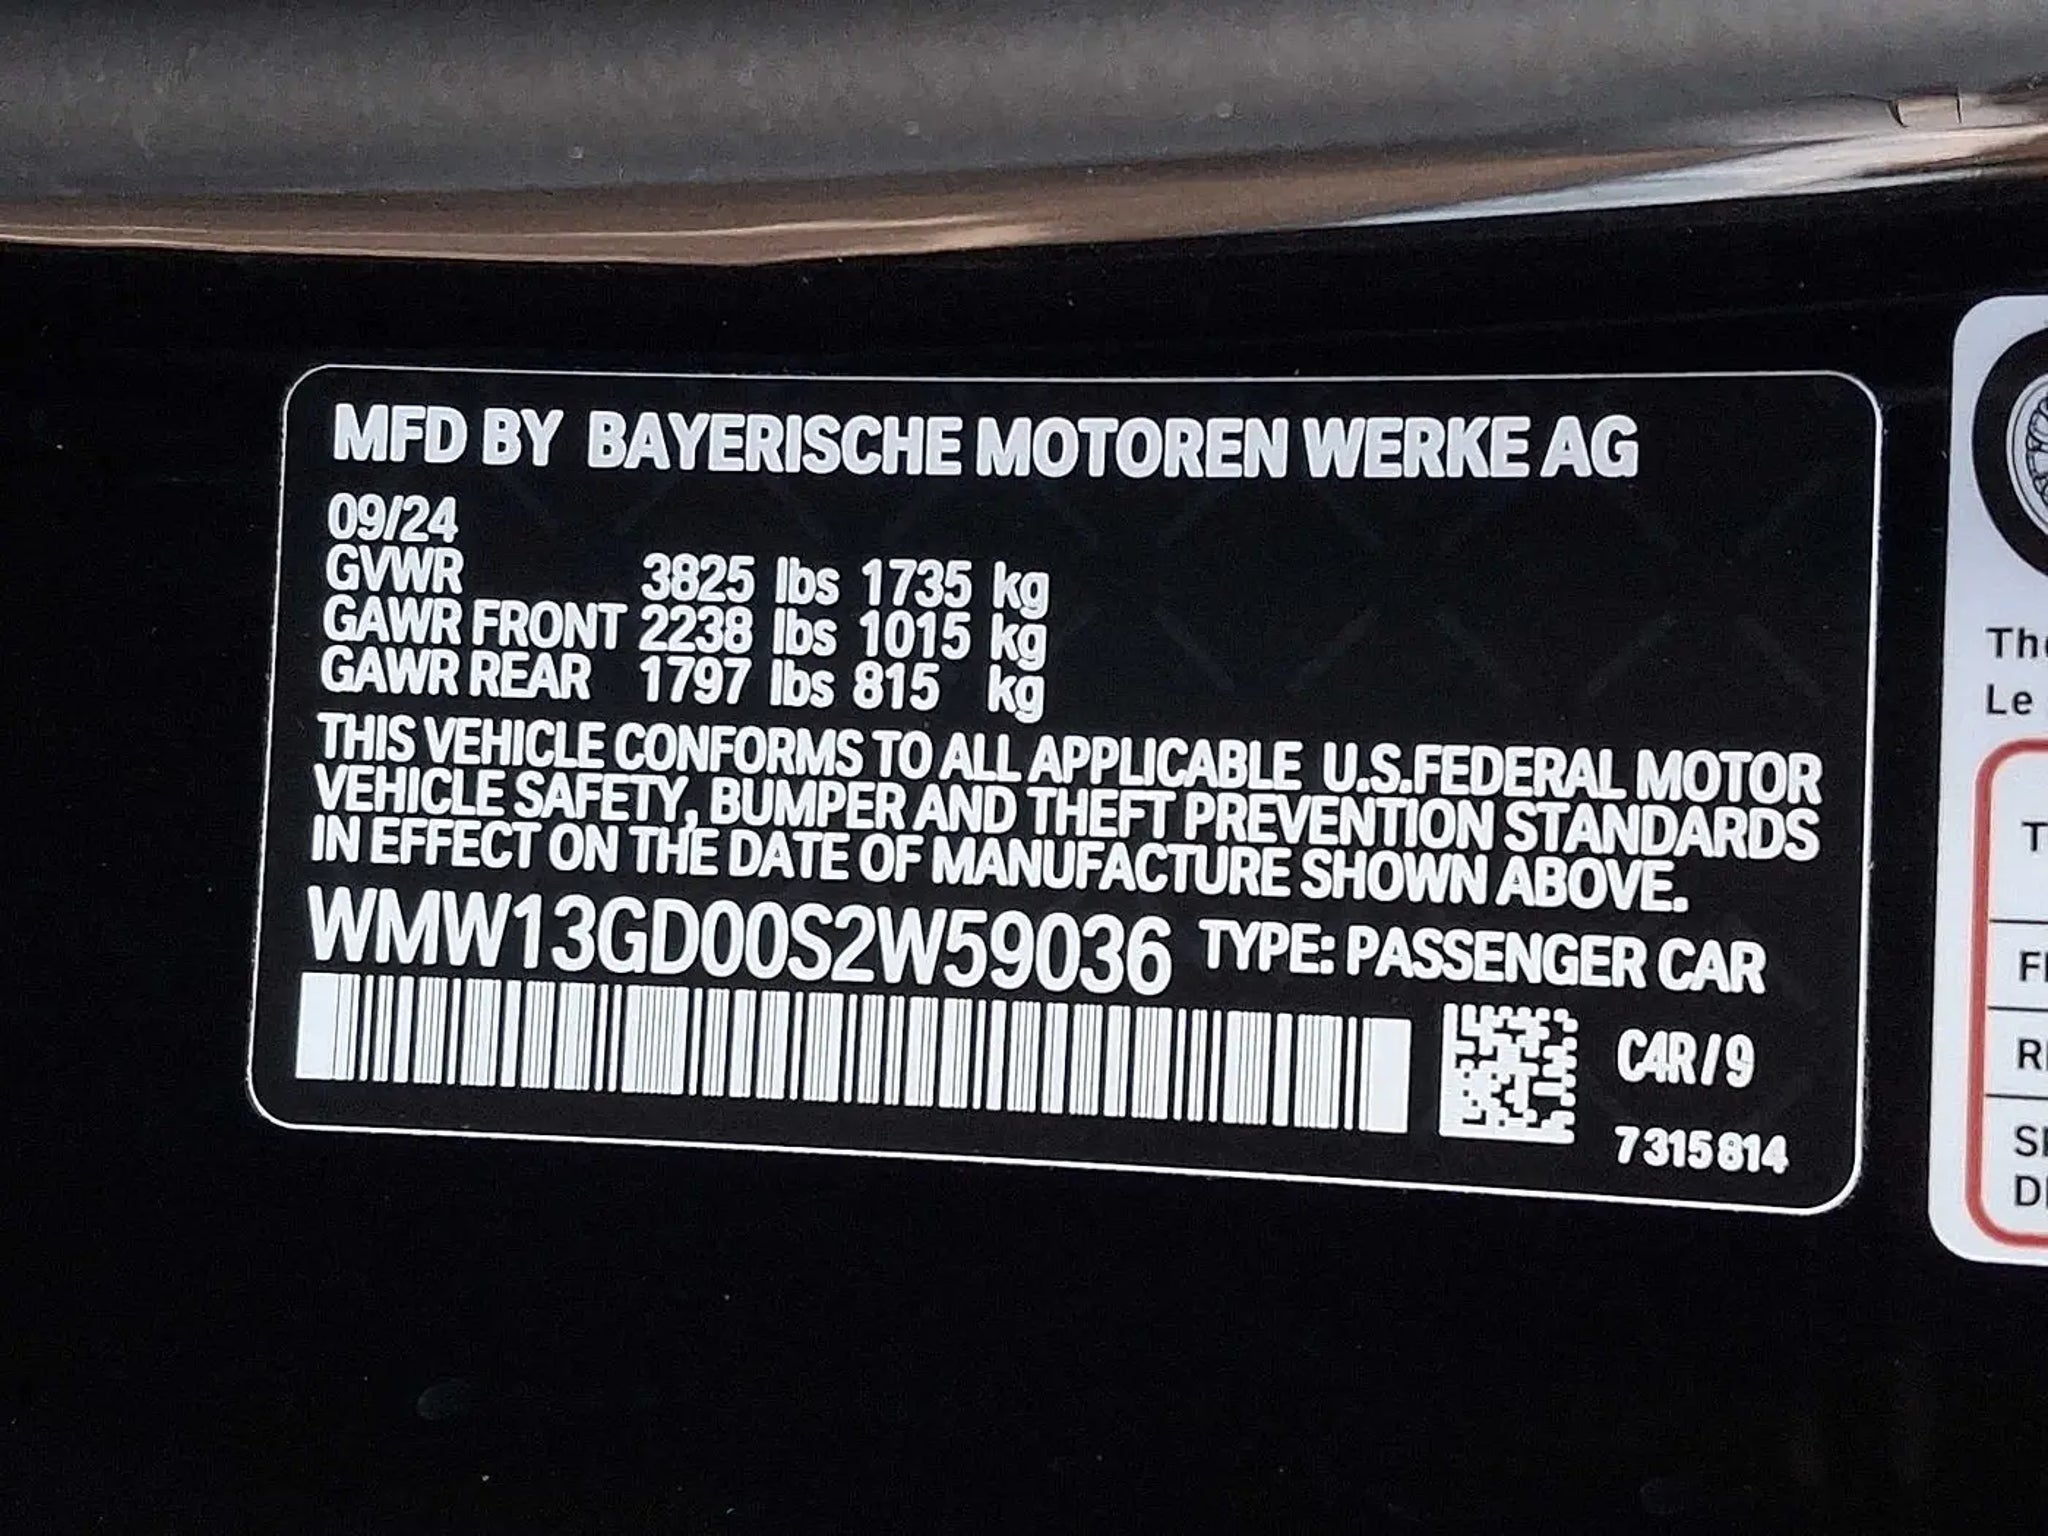 MFD BY BAYERISCHE MOTOREN WERKE AG
09/24
GVWR 3825 lbs 1735 kg
GAWR FRONT 2238 lbs 1015 kg
GAWR REAR 1797 lbs 815 kg
THIS VEHICLE CONFORMS TO ALL APPLICABLE U.S.FEDERAL MOTOR
VEHICLE SAFETY, BUMPER AND THEFT PREVENTION STANDARDS
IN EFFECT ON THE DATE OF MANUFACTURE SHOWN ABOVE.
WMW13GD00S2W59036 TYPE: PASSENGER CAR
C4R/9
7315814
Le